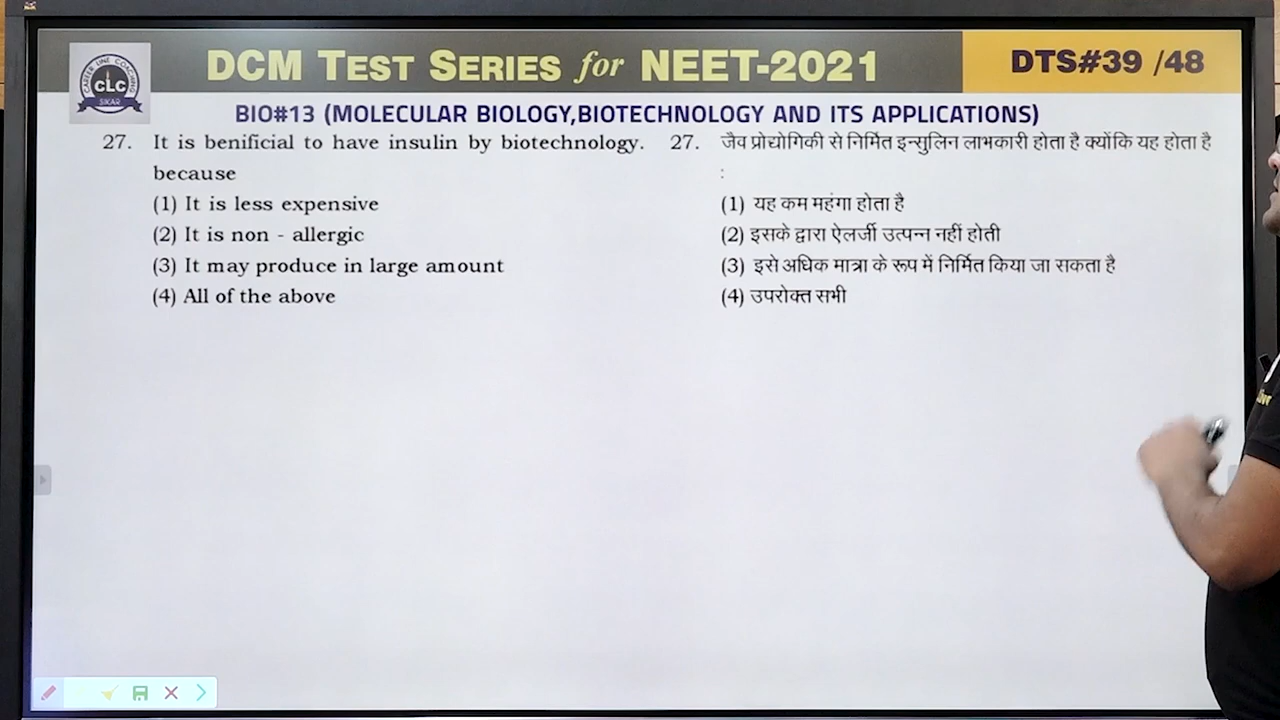 DCM TEST SERIES for NEET-2021
DTS#39 /48
CAREER LINE COACHING
CLC
SIKAR
BIO#13 (MOLECULAR BIOLOGY,BIOTECHNOLOGY AND ITS APPLICATIONS)
27. It is benificial to have insulin by biotechnology.
because
(1) It is less expensive
(2) It is non - allergic
(3) It may produce in large amount
(4) All of the above
27. जैव प्रोद्योगिकी से निर्मित इन्सुलिन लाभकारी होता है क्योंकि यह होता है
:
(1) यह कम महंगा होता है
(2) इसके द्वारा ऐलर्जी उत्पन्न नहीं होती
(3) इसे अधिक मात्रा के रूप में निर्मित किया जा सकता है
(4) उपरोक्त सभी